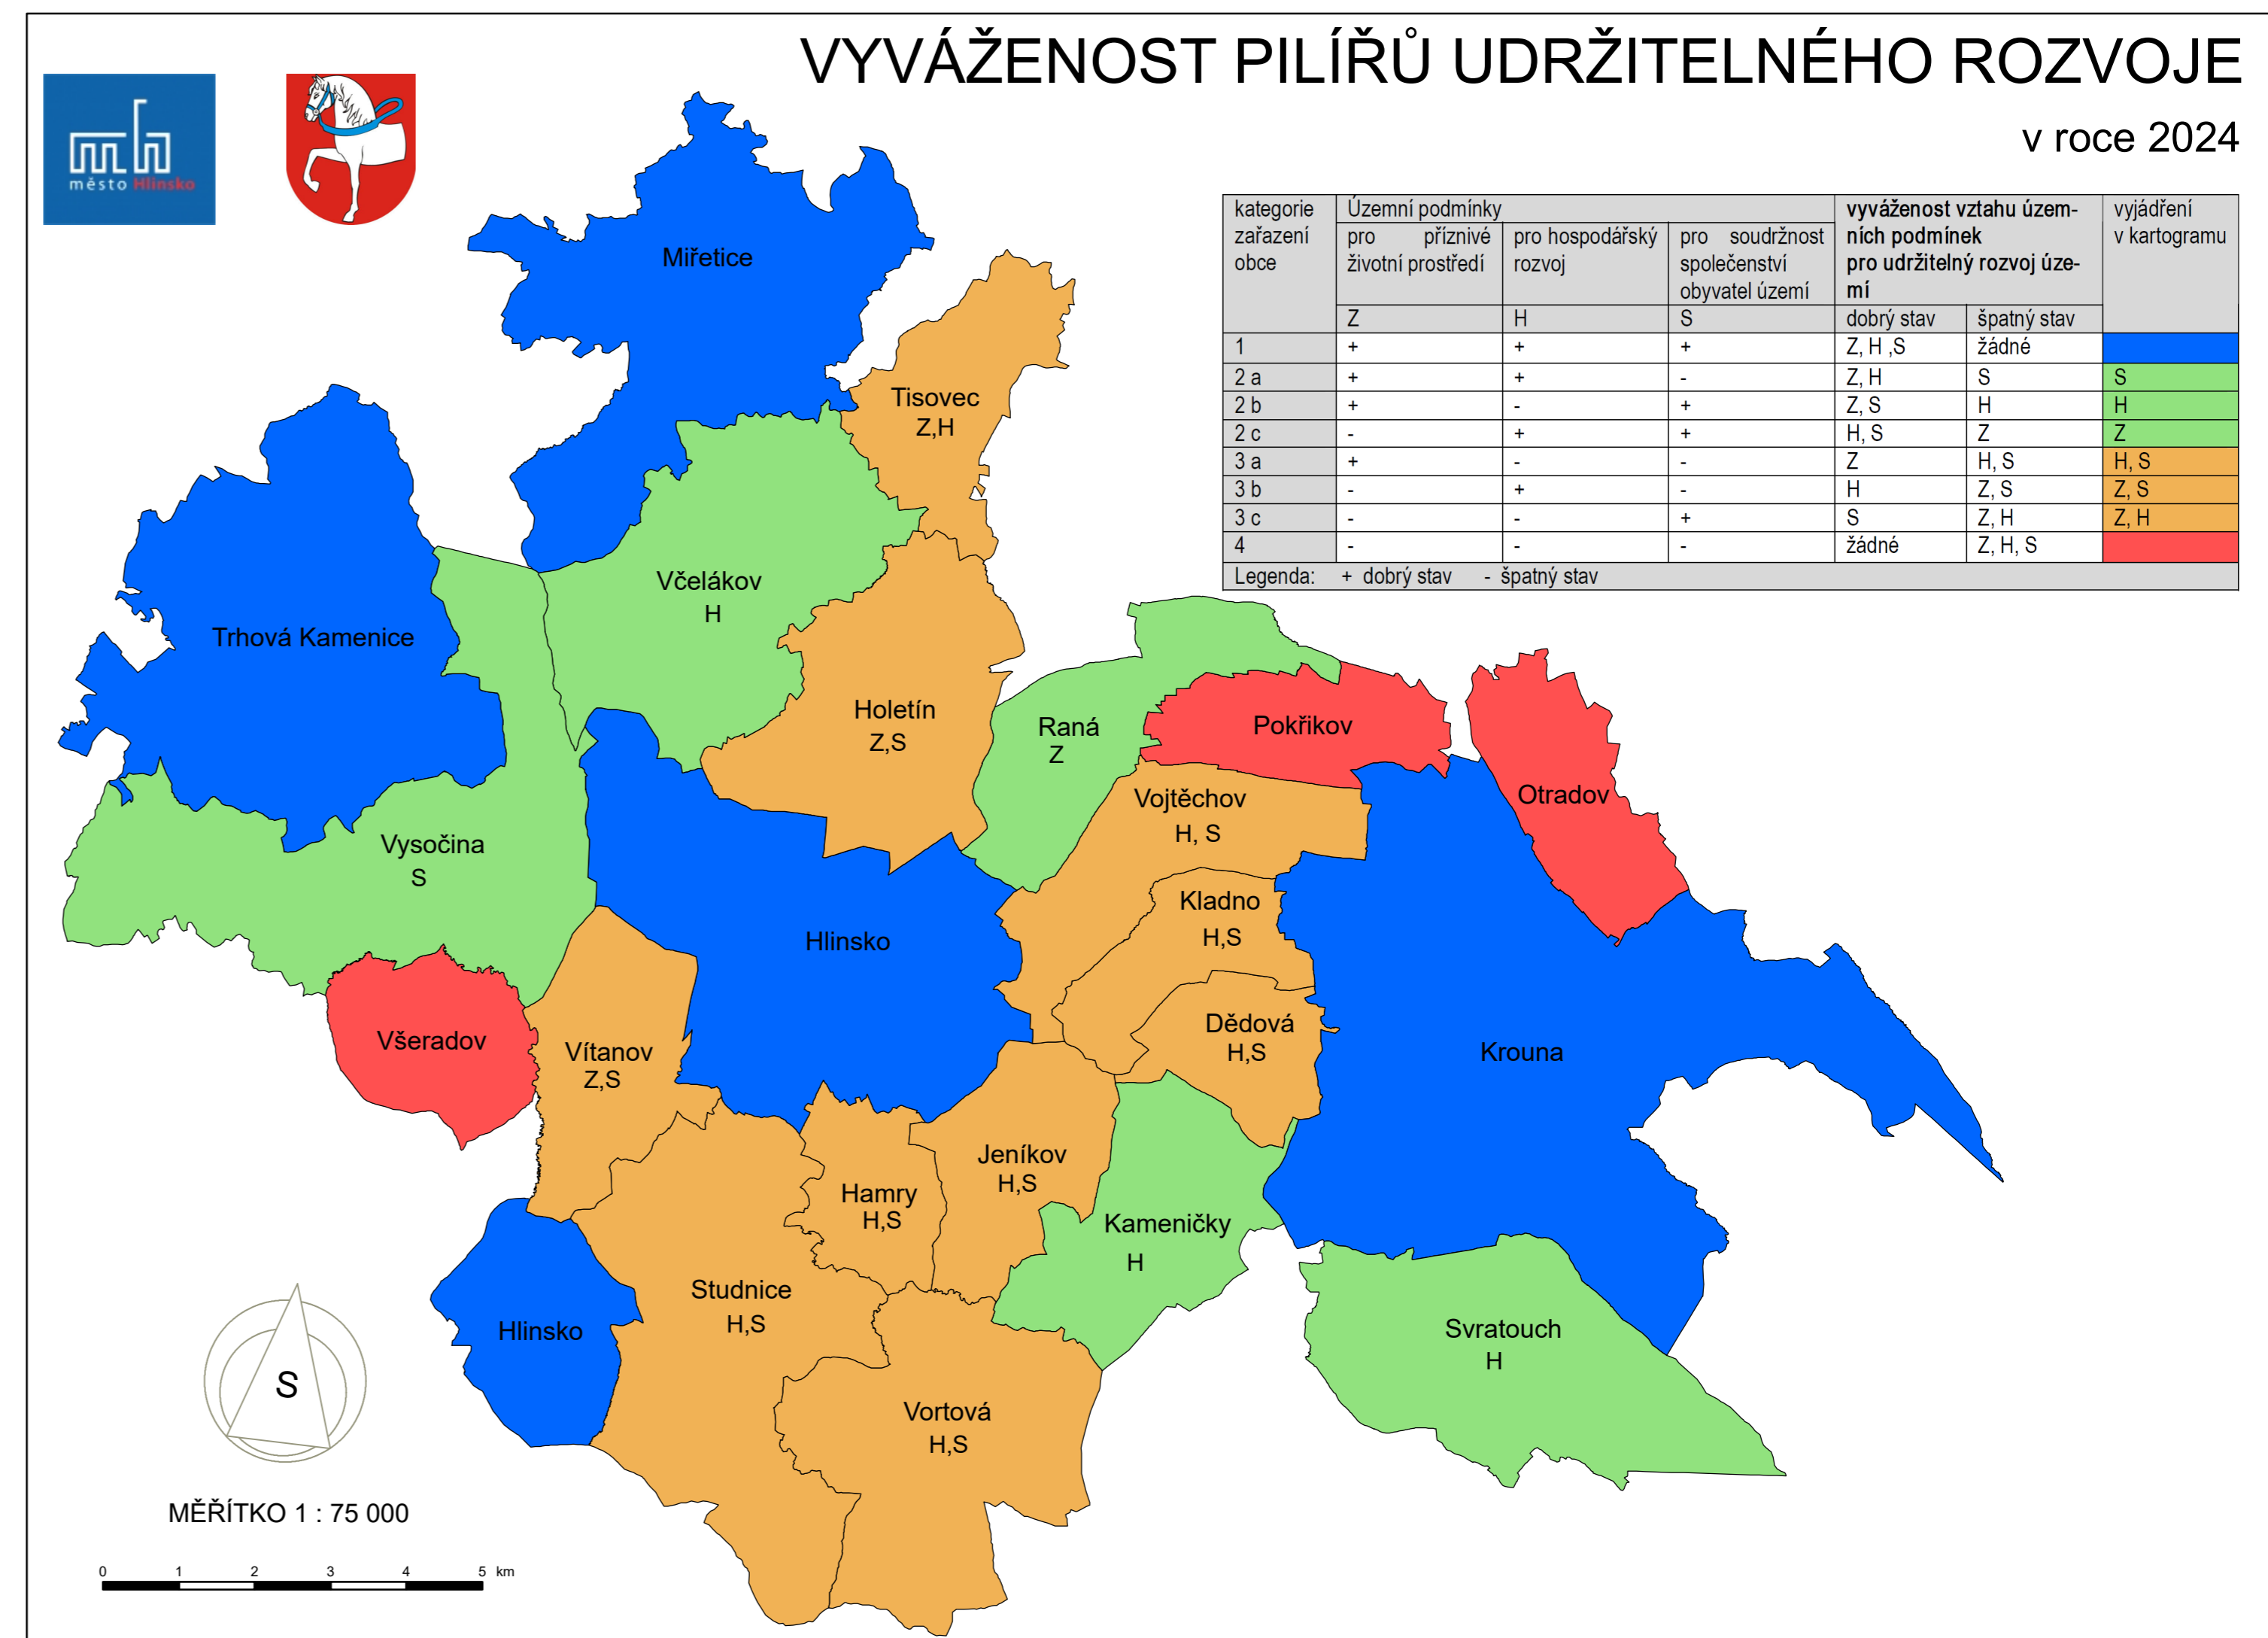 VYVÁŽENOST PILÍŘŮ UDRŽITELNÉHO ROZVOJE
v roce 2024
město Hlinsko
kategorie zařazení obce
Územní podmínky
vyváženost vztahu územ-
ních podmínek
pro udržitelný rozvoj úze-
mí
vyjádření
v kartogramu
pro příznivé
životní prostředí
pro hospodářský
rozvoj
pro soudržnost
společenství
obyvatel území
Z H S dobrý stav špatný stav
1 + + + Z, H ,S žádné
2 a + + - Z, H S S
2 b + - + Z, S H H
2 c - + + H, S Z Z
3 a + - - Z H, S H, S
3 b - + - H Z, S Z, S
3 c - - + S Z, H Z, H
4 - - - žádné Z, H, S
Legenda: + dobrý stav - špatný stav
Miřetice
Tisovec
Z,H
Včelákov
H
Trhová Kamenice
Holetín
Z,S
Raná
Z
Pokřikov
Otradov
Vojtěchov
H, S
Vysočina
S
Kladno
H,S
Hlinsko
Dědová
H,S
Všeradov
Vítanov
Z,S
Krouna
Jeníkov
H,S
Hamry
H,S
Kameničky
H
Studnice
H,S
Hlinsko
Svratouch
H
Vortová
H,S
S
MĚŘÍTKO 1 : 75 000
0 1 2 3 4 5 km